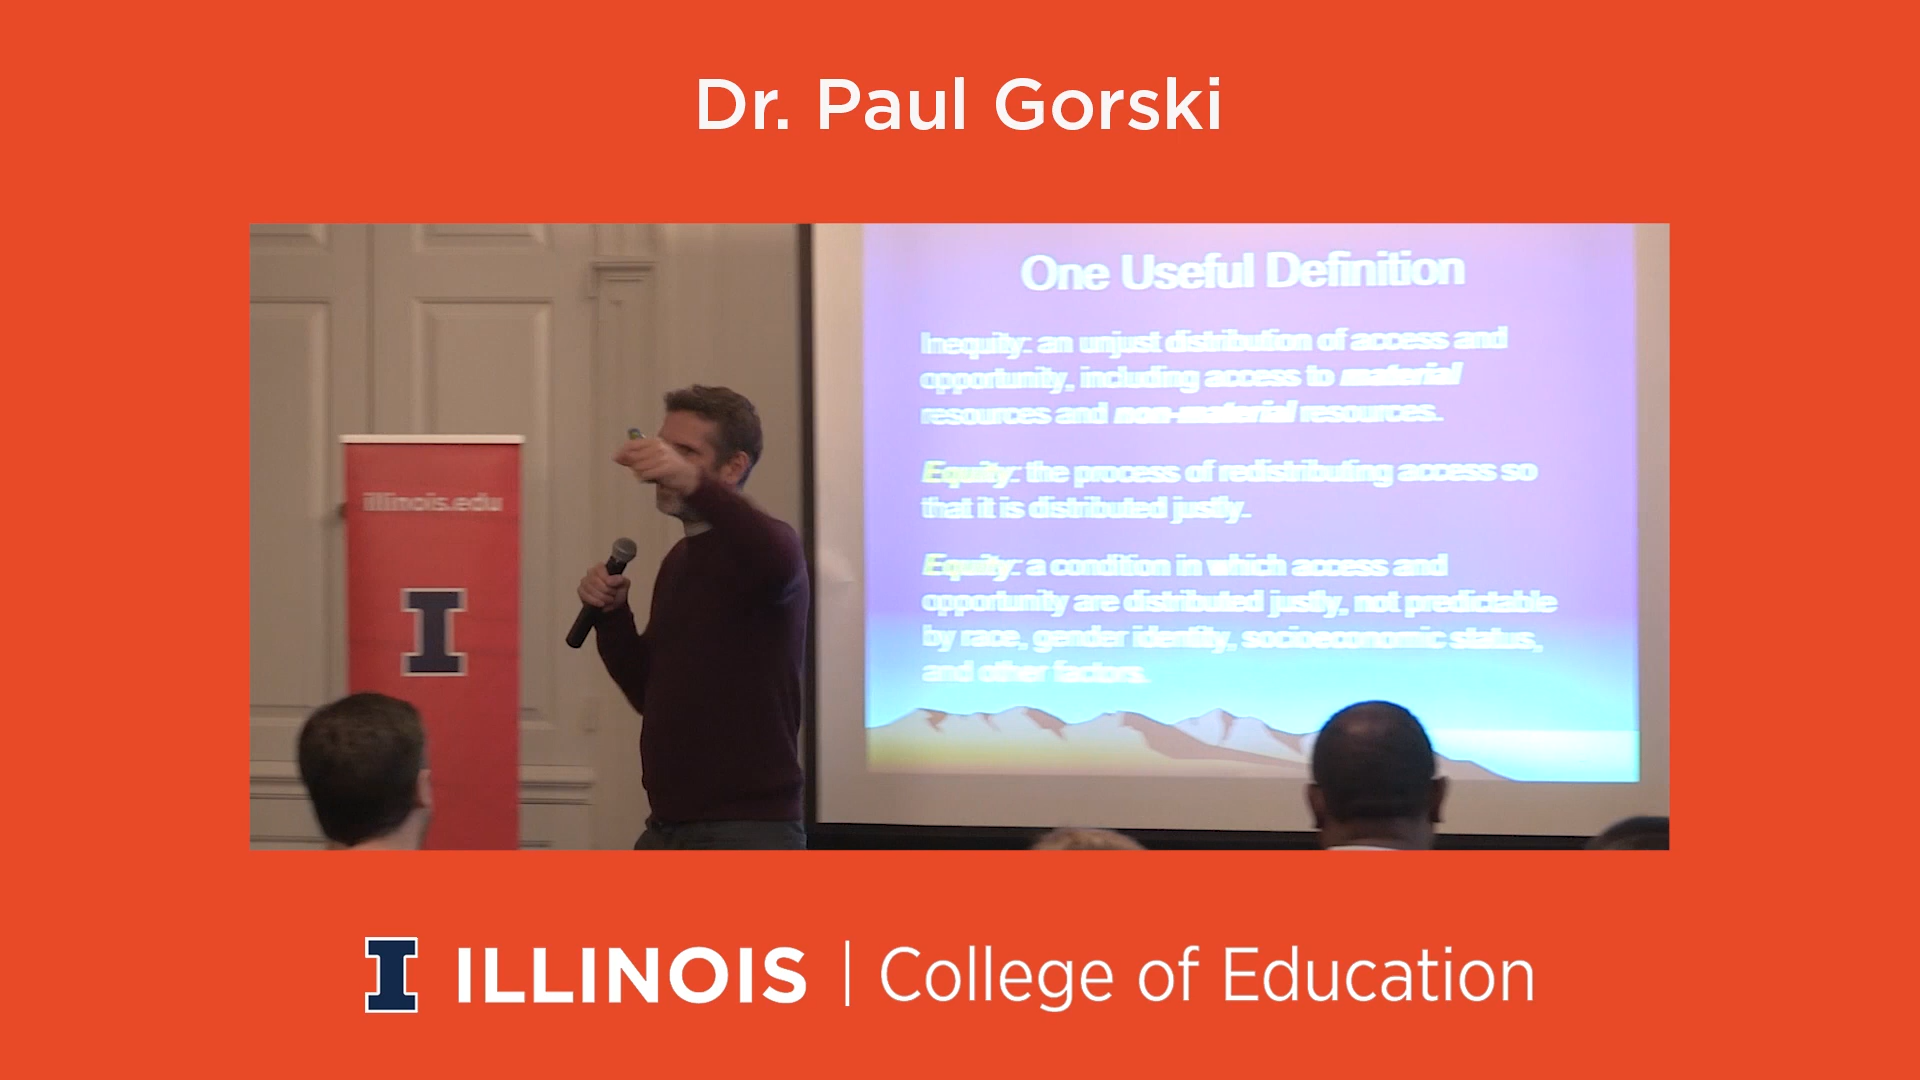 Dr. Paul Gorski
One Useful Definition
Inequity: an unjust distribution of access and
opportunity, including access to material
resources and non-material resources.
Equity: the process of redistributing access so
that it is distributed justly.
Equity: a condition in which access and
opportunity are distributed justly, not predictable
by race, gender identity, socioeconomic status,
and other factors.
illinois.edu
I
I ILLINOIS | College of Education